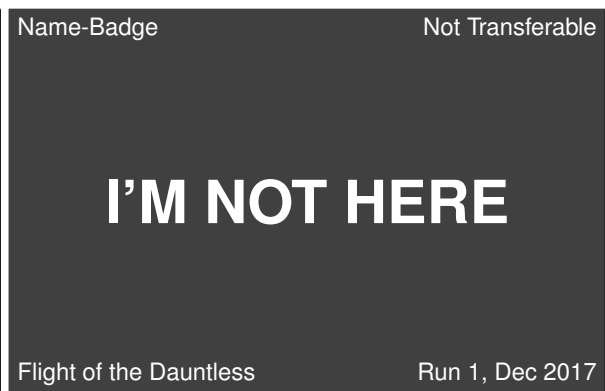 Name-Badge Not Transferable
I'M NOT HERE
Flight of the Dauntless Run 1, Dec 2017